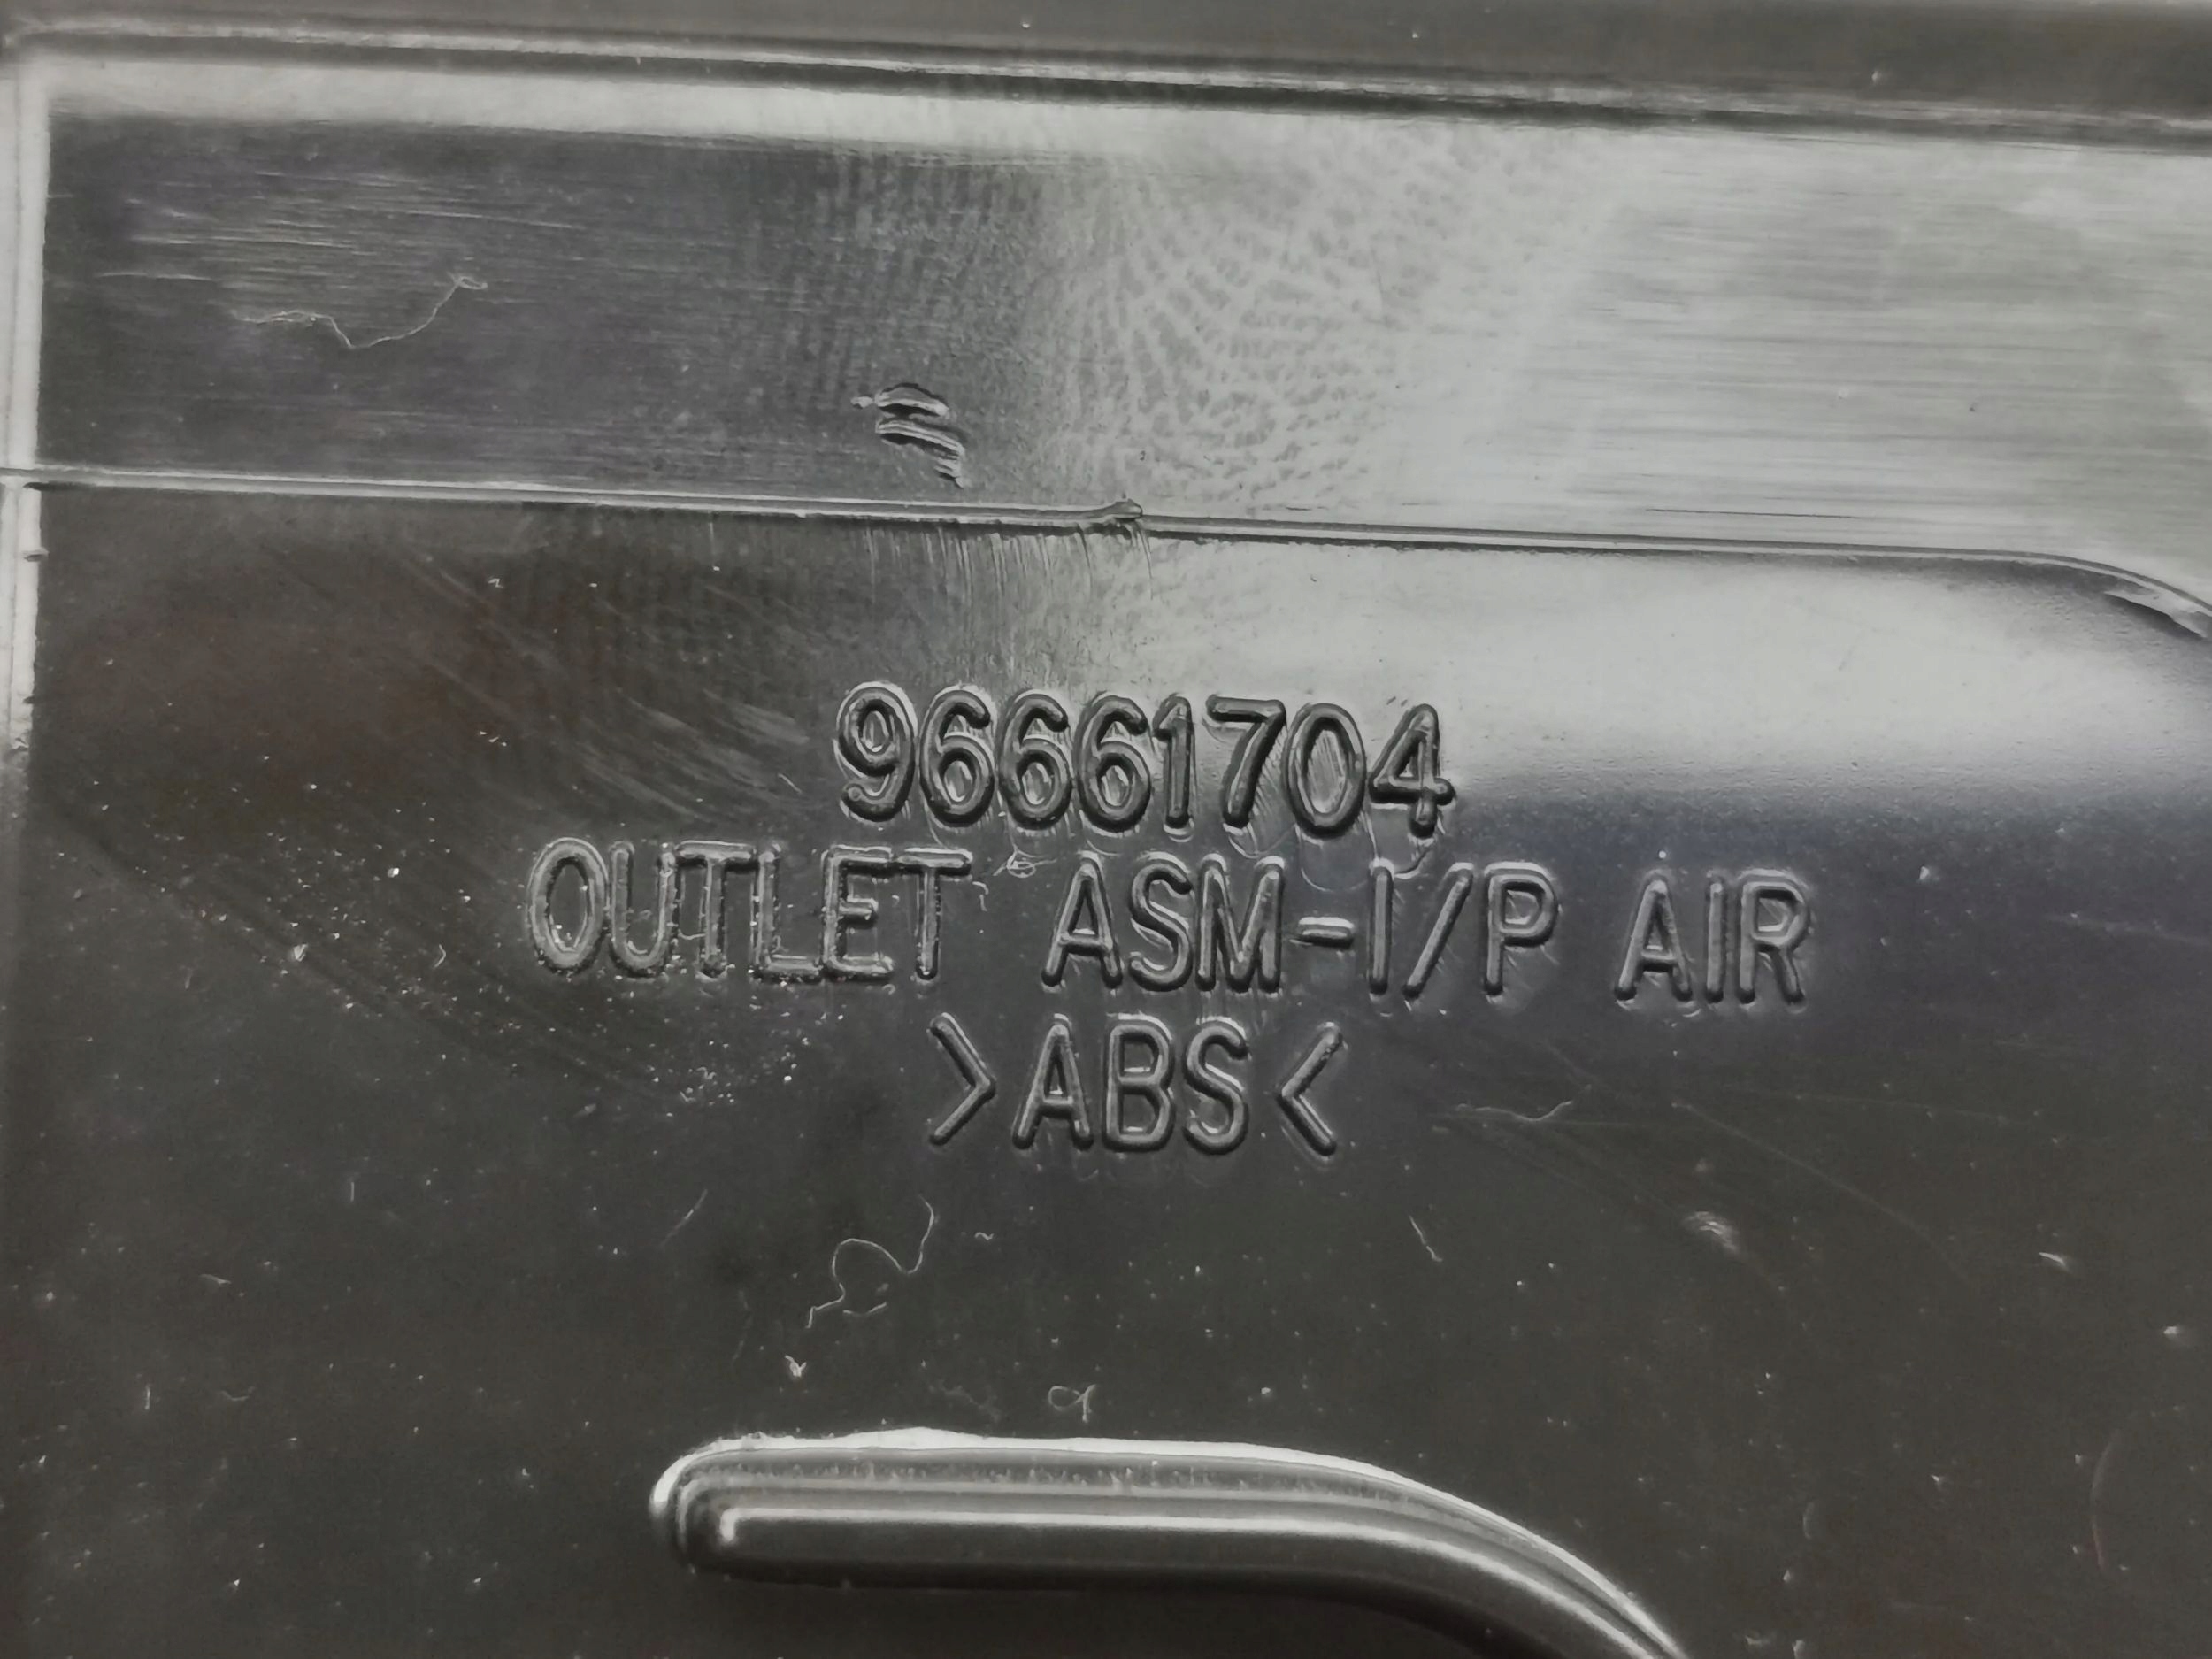 96661704
OUTLET ASM-I/P AIR
>ABS<